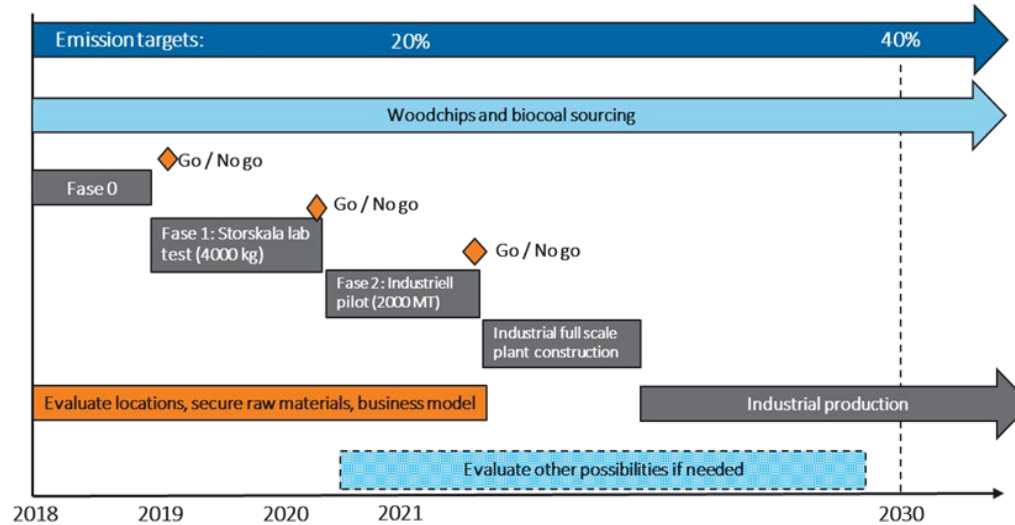 Emission targets: 20% 40%
Woodchips and biocoal sourcing
Go / No go
Fase 0
Go / No go
Fase 1: Storskala lab
test (4000 kg)
Go / No go
Fase 2: Industriell
pilot (2000 MT)
Industrial full scale
plant construction
Evaluate locations, secure raw materials, business model
Industrial production
Evaluate other possibilities if needed
2018 2019 2020 2021 2030